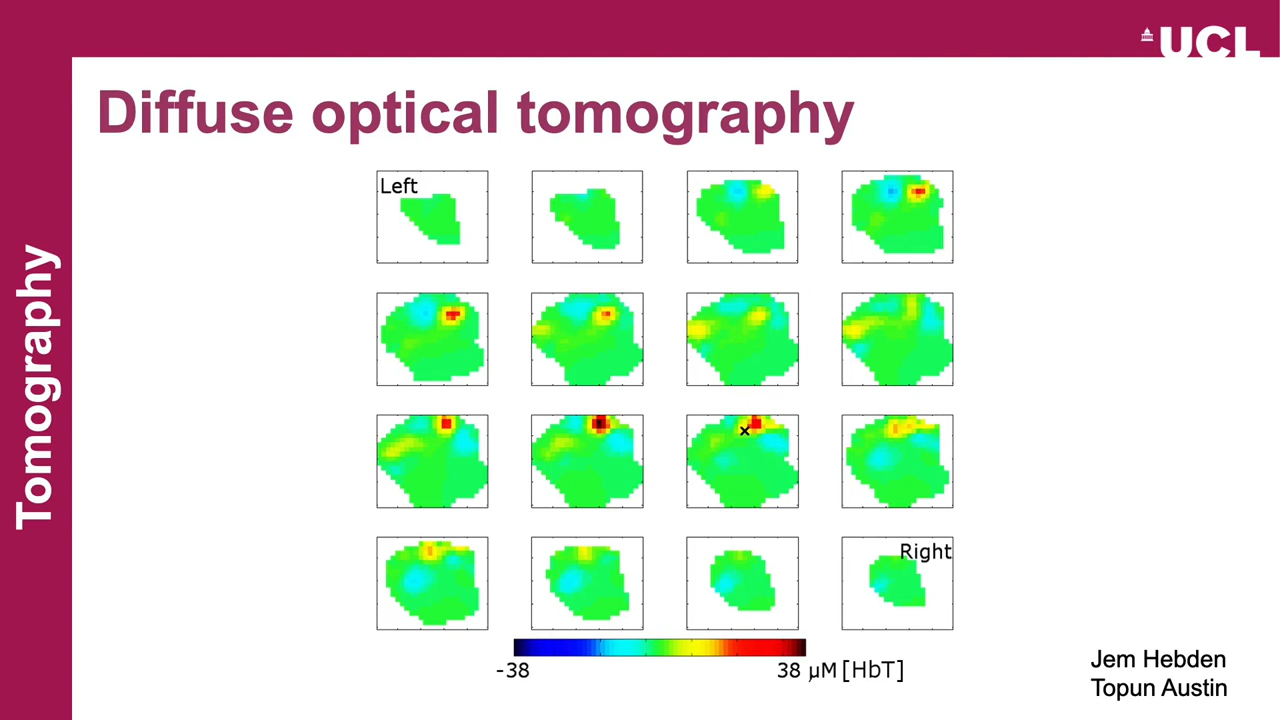 UCL
Diffuse optical tomography
Tomography
Left
×
Right
-38
38 µM [HbT]
Jem Hebden
Topun Austin